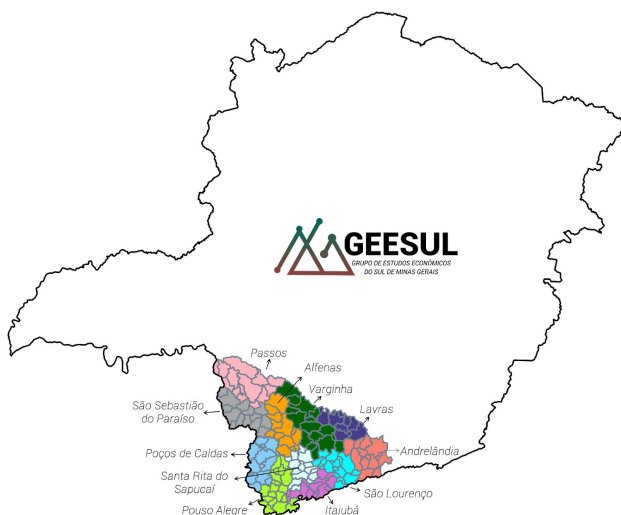 GEESUL
GRUPO DE ESTUDOS ECONÔMICOS
DO SUL DE MINAS GERAIS
Passos
Alfenas
Varginha
São Sebastião
do Paraíso
Lavras
Poços de Caldas
Andrelândia
Santa Rita do
Sapucaí
São Lourenço
Pouso Alegre
Itajubá